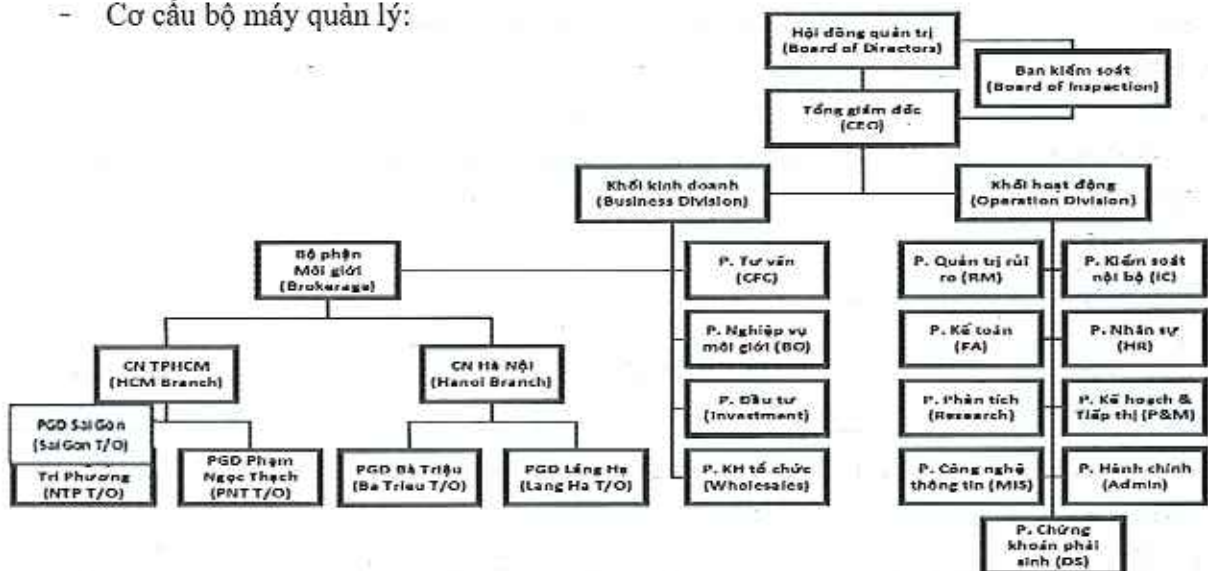 - Cơ cấu bộ máy quản lý:
Hội đồng quản trị
(Board of Directors)
Ban kiểm soát
(Board of Inspection)
Tổng giám đốc
(CEO)
Khối kinh doanh
(Business Division)
Khối hoạt động
(Operation Division)
Bộ phận
Môi giới
(Brokerage)
P. Tư vấn
(CFC)
P. Quản trị rủi
ro (RM)
P. Kiểm soát
nội bộ (IC)
P. Nghiệp vụ
môi giới (BO)
P. Kế toán
(FA)
P. Nhân sự
(HR)
CN TPHCM
(HCM Branch)
CN Hà Nội
(Hanoi Branch)
P. Đầu tư
(Investment)
P. Phân tích
(Research)
P. Kế hoạch &
Tiếp thị (P&M)
PGD SaiGon
(SaiGon T/O)
Tri Phương
(NTP T/O)
PGD Phạm
Ngọc Thạch
(PNT T/O)
PGD Bà Triệu
(Ba Trieu T/O)
PGD Láng Hạ
(Lang Ha T/O)
P. KH tổ chức
(Wholesales)
P. Công nghệ
thông tin (MIS)
P. Hành chính
(Admin)
P. Chứng
khoán phái
sinh (DS)